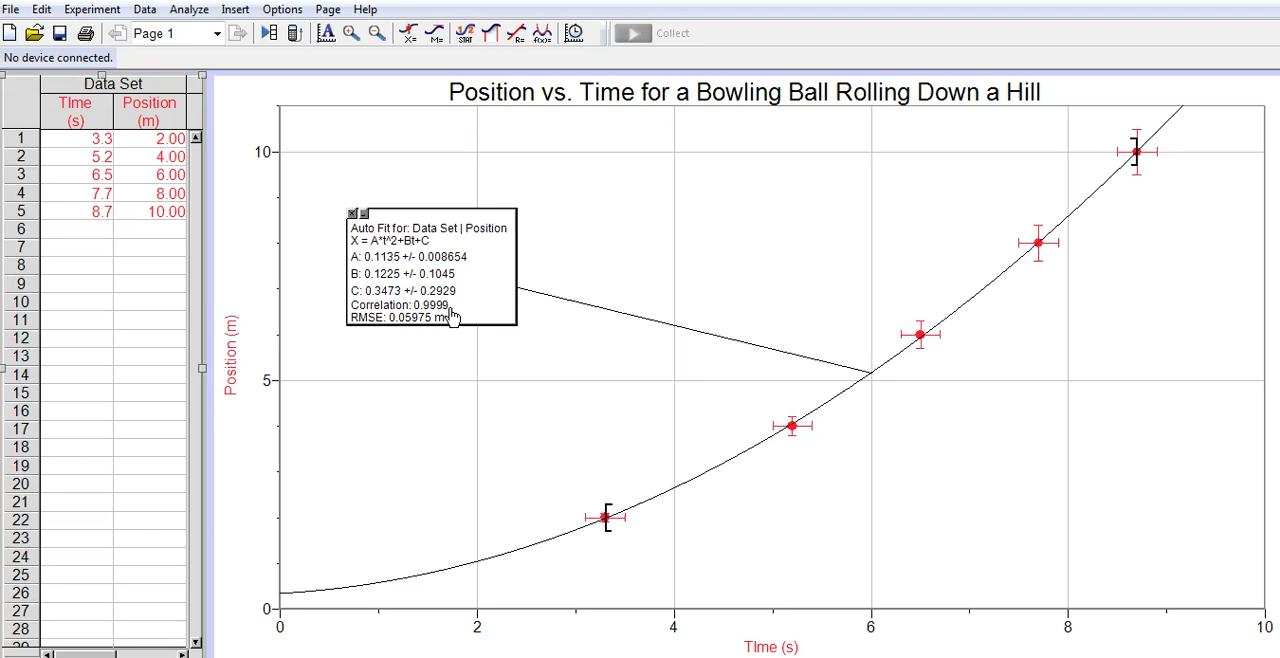 File Edit Experiment Data Analyze Insert Options Page Help
Page 1 Collect
No device connected.
Data Set
TIme Position
(s) (m)
1 3.3 2.00
2 5.2 4.00
3 6.5 6.00
4 7.7 8.00
5 8.7 10.00
6
7
8
9
10
11
12
13
14
15
16
17
18
19
20
21
22
23
24
25
26
27
28
Position vs. Time for a Bowling Ball Rolling Down a Hill
10
5
0
Position (m)
Auto Fit for: Data Set | Position
X = A*t^2+Bt+C
A: 0.1135 +/- 0.008654
B: 0.1225 +/- 0.1045
C: 0.3473 +/- 0.2929
Correlation: 0.9999
RMSE: 0.05975 m
0 2 4 6 8 10
TIme (s)